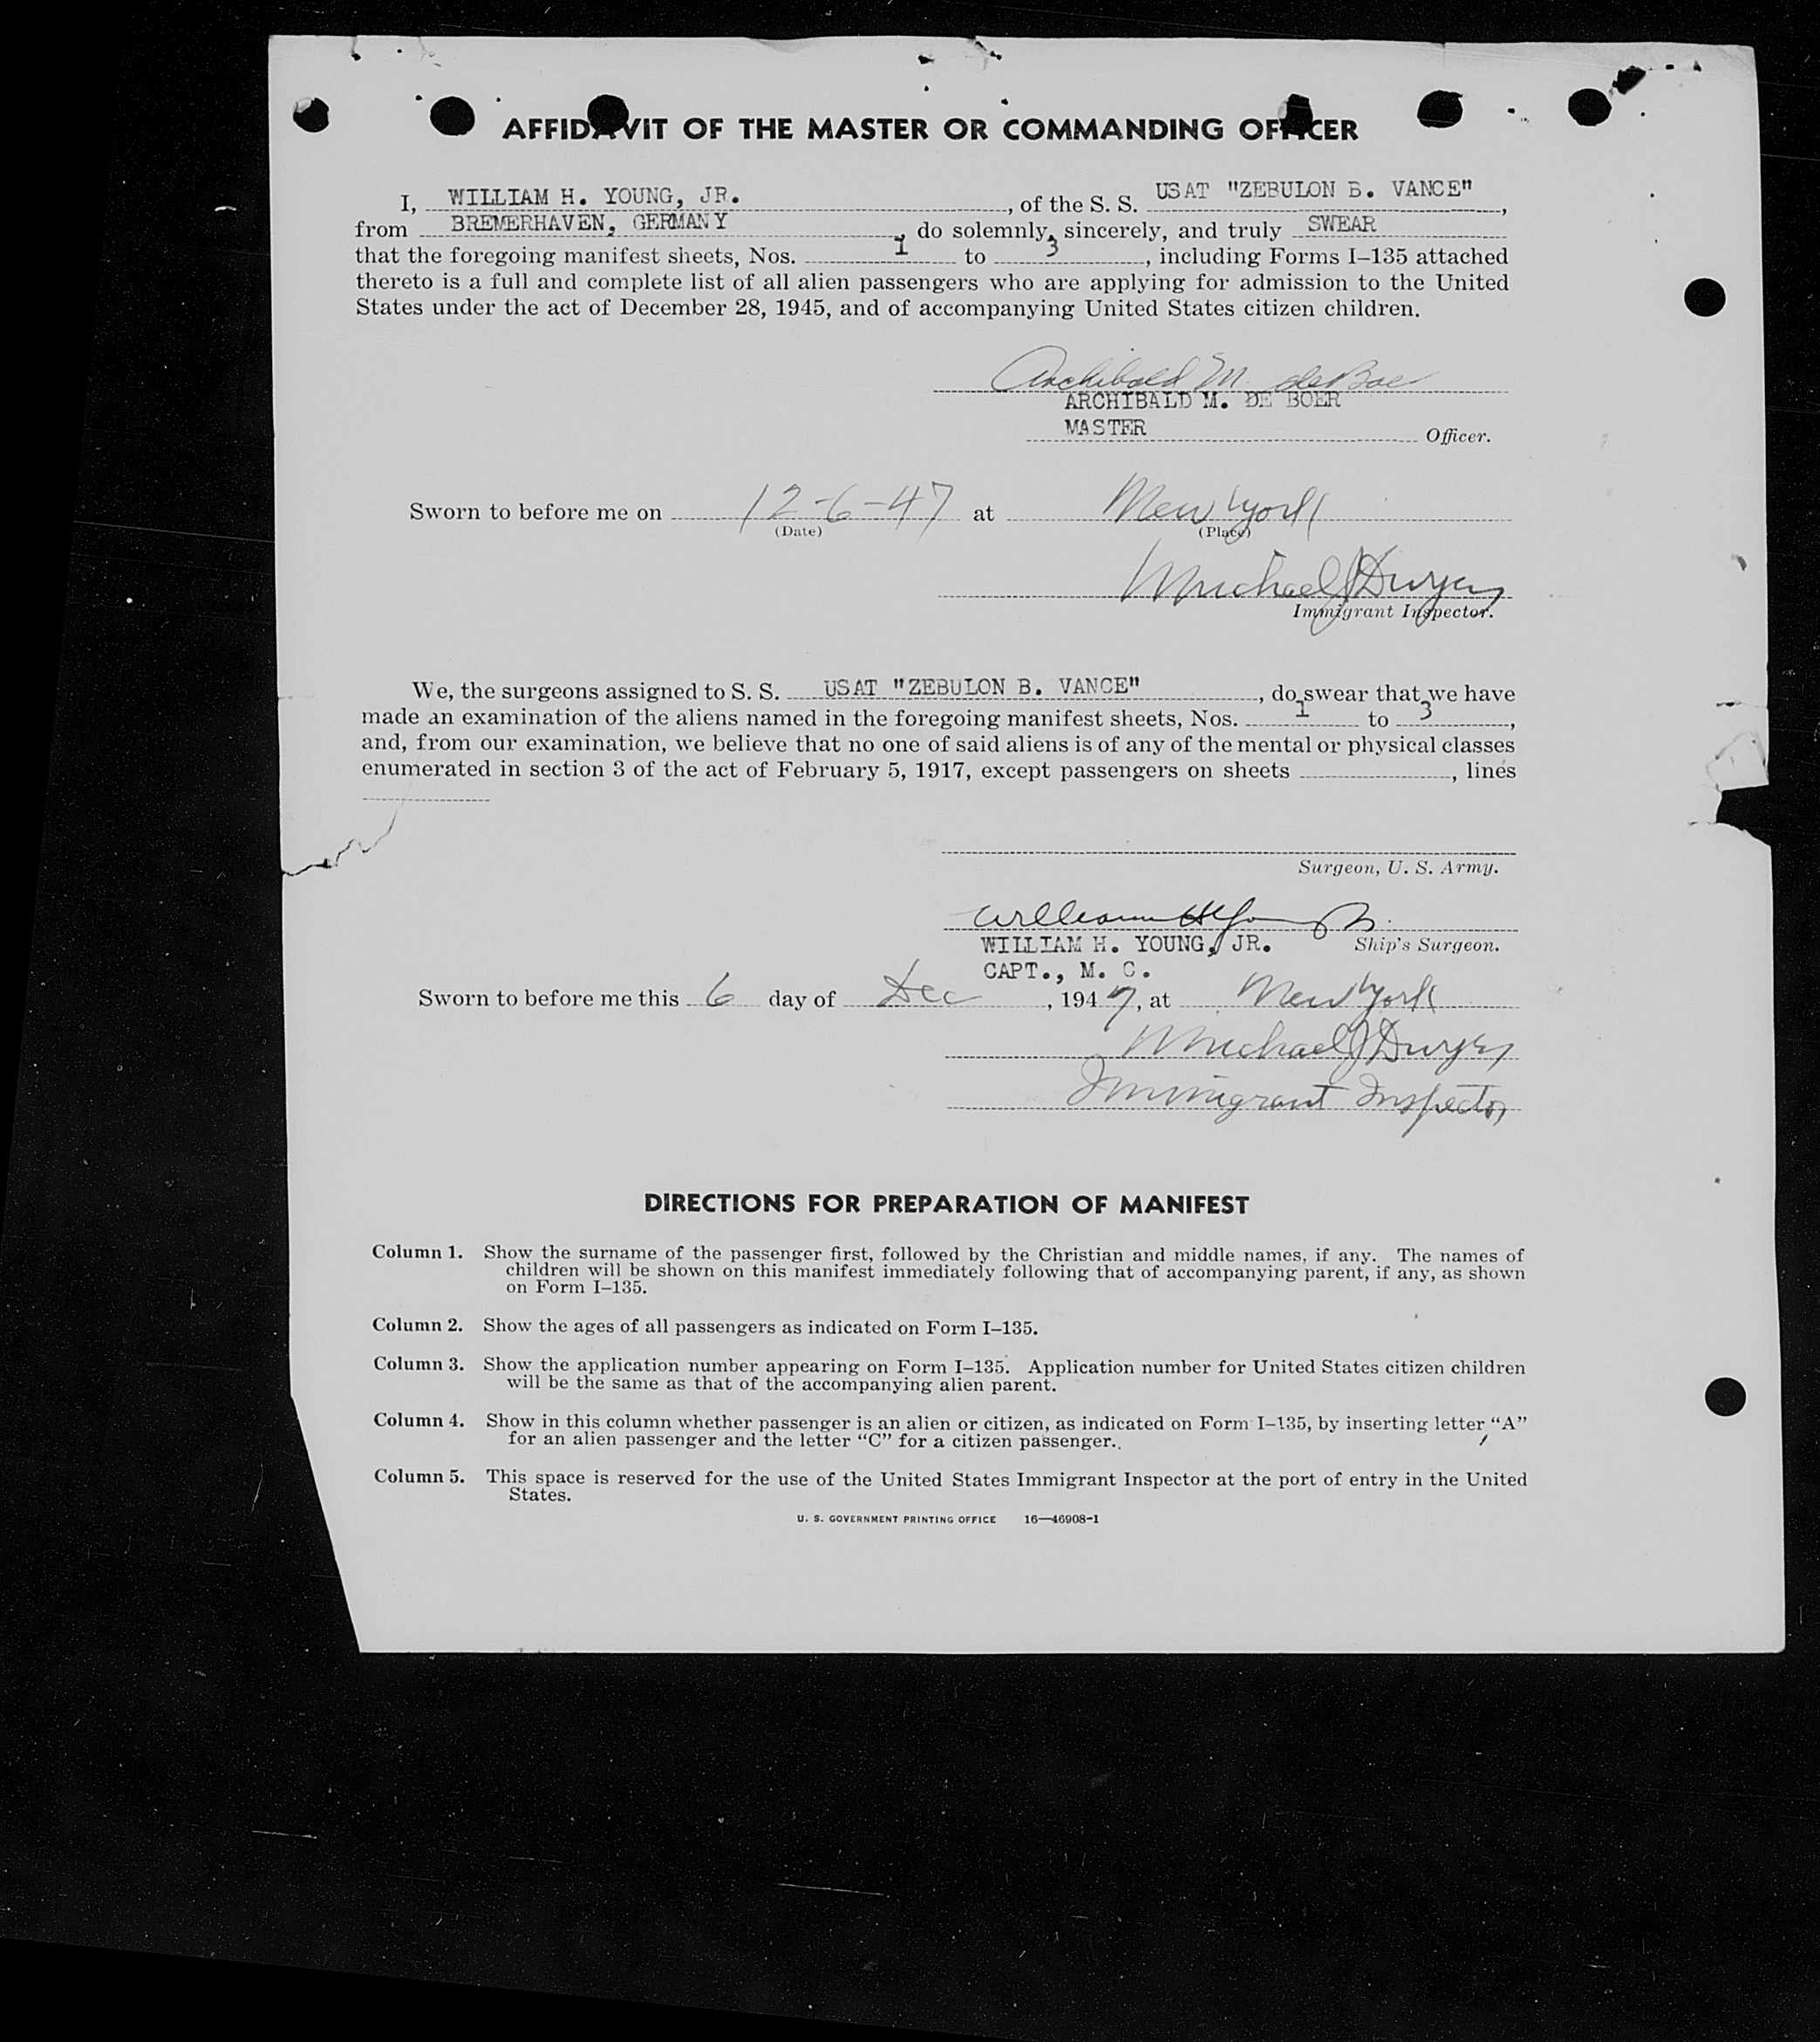 AFFIDAVIT OF THE MASTER OR COMMANDING OFFICER
I, WILLIAM H. YOUNG, JR., of the S. S. USAT "ZEBULON B. VANCE",
from BREMERHAVEN, GERMANY, do solemnly, sincerely, and truly SWEAR
that the foregoing manifest sheets, Nos. 1 to 3, including Forms I–135 attached
thereto is a full and complete list of all alien passengers who are applying for admission to the United
States under the act of December 28, 1945, and of accompanying United States citizen children.
Archibald M. deBoer
ARCHIBALD M. DE BOER
MASTER Officer.
Sworn to before me on 12-6-47 at New York
(Date) (Place)
Michael J Dwyer
Immigrant Inspector.
We, the surgeons assigned to S. S. USAT "ZEBULON B. VANCE", do swear that we have
made an examination of the aliens named in the foregoing manifest sheets, Nos. 1 to 3,
and, from our examination, we believe that no one of said aliens is of any of the mental or physical classes
enumerated in section 3 of the act of February 5, 1917, except passengers on sheets , lines
Surgeon, U. S. Army.
William H Young Jr.
WILLIAM H. YOUNG, JR. Ship's Surgeon.
CAPT., M. C.
Sworn to before me this 6 day of Dec, 1947, at New York
Michael J Dwyer
Immigrant Inspector
DIRECTIONS FOR PREPARATION OF MANIFEST
Column 1. Show the surname of the passenger first, followed by the Christian and middle names, if any. The names of
children will be shown on this manifest immediately following that of accompanying parent, if any, as shown
on Form I–135.
Column 2. Show the ages of all passengers as indicated on Form I–135.
Column 3. Show the application number appearing on Form I–135. Application number for United States citizen children
will be the same as that of the accompanying alien parent.
Column 4. Show in this column whether passenger is an alien or citizen, as indicated on Form I–135, by inserting letter "A"
for an alien passenger and the letter "C" for a citizen passenger.
Column 5. This space is reserved for the use of the United States Immigrant Inspector at the port of entry in the United
States.
U. S. GOVERNMENT PRINTING OFFICE 16—46908-1